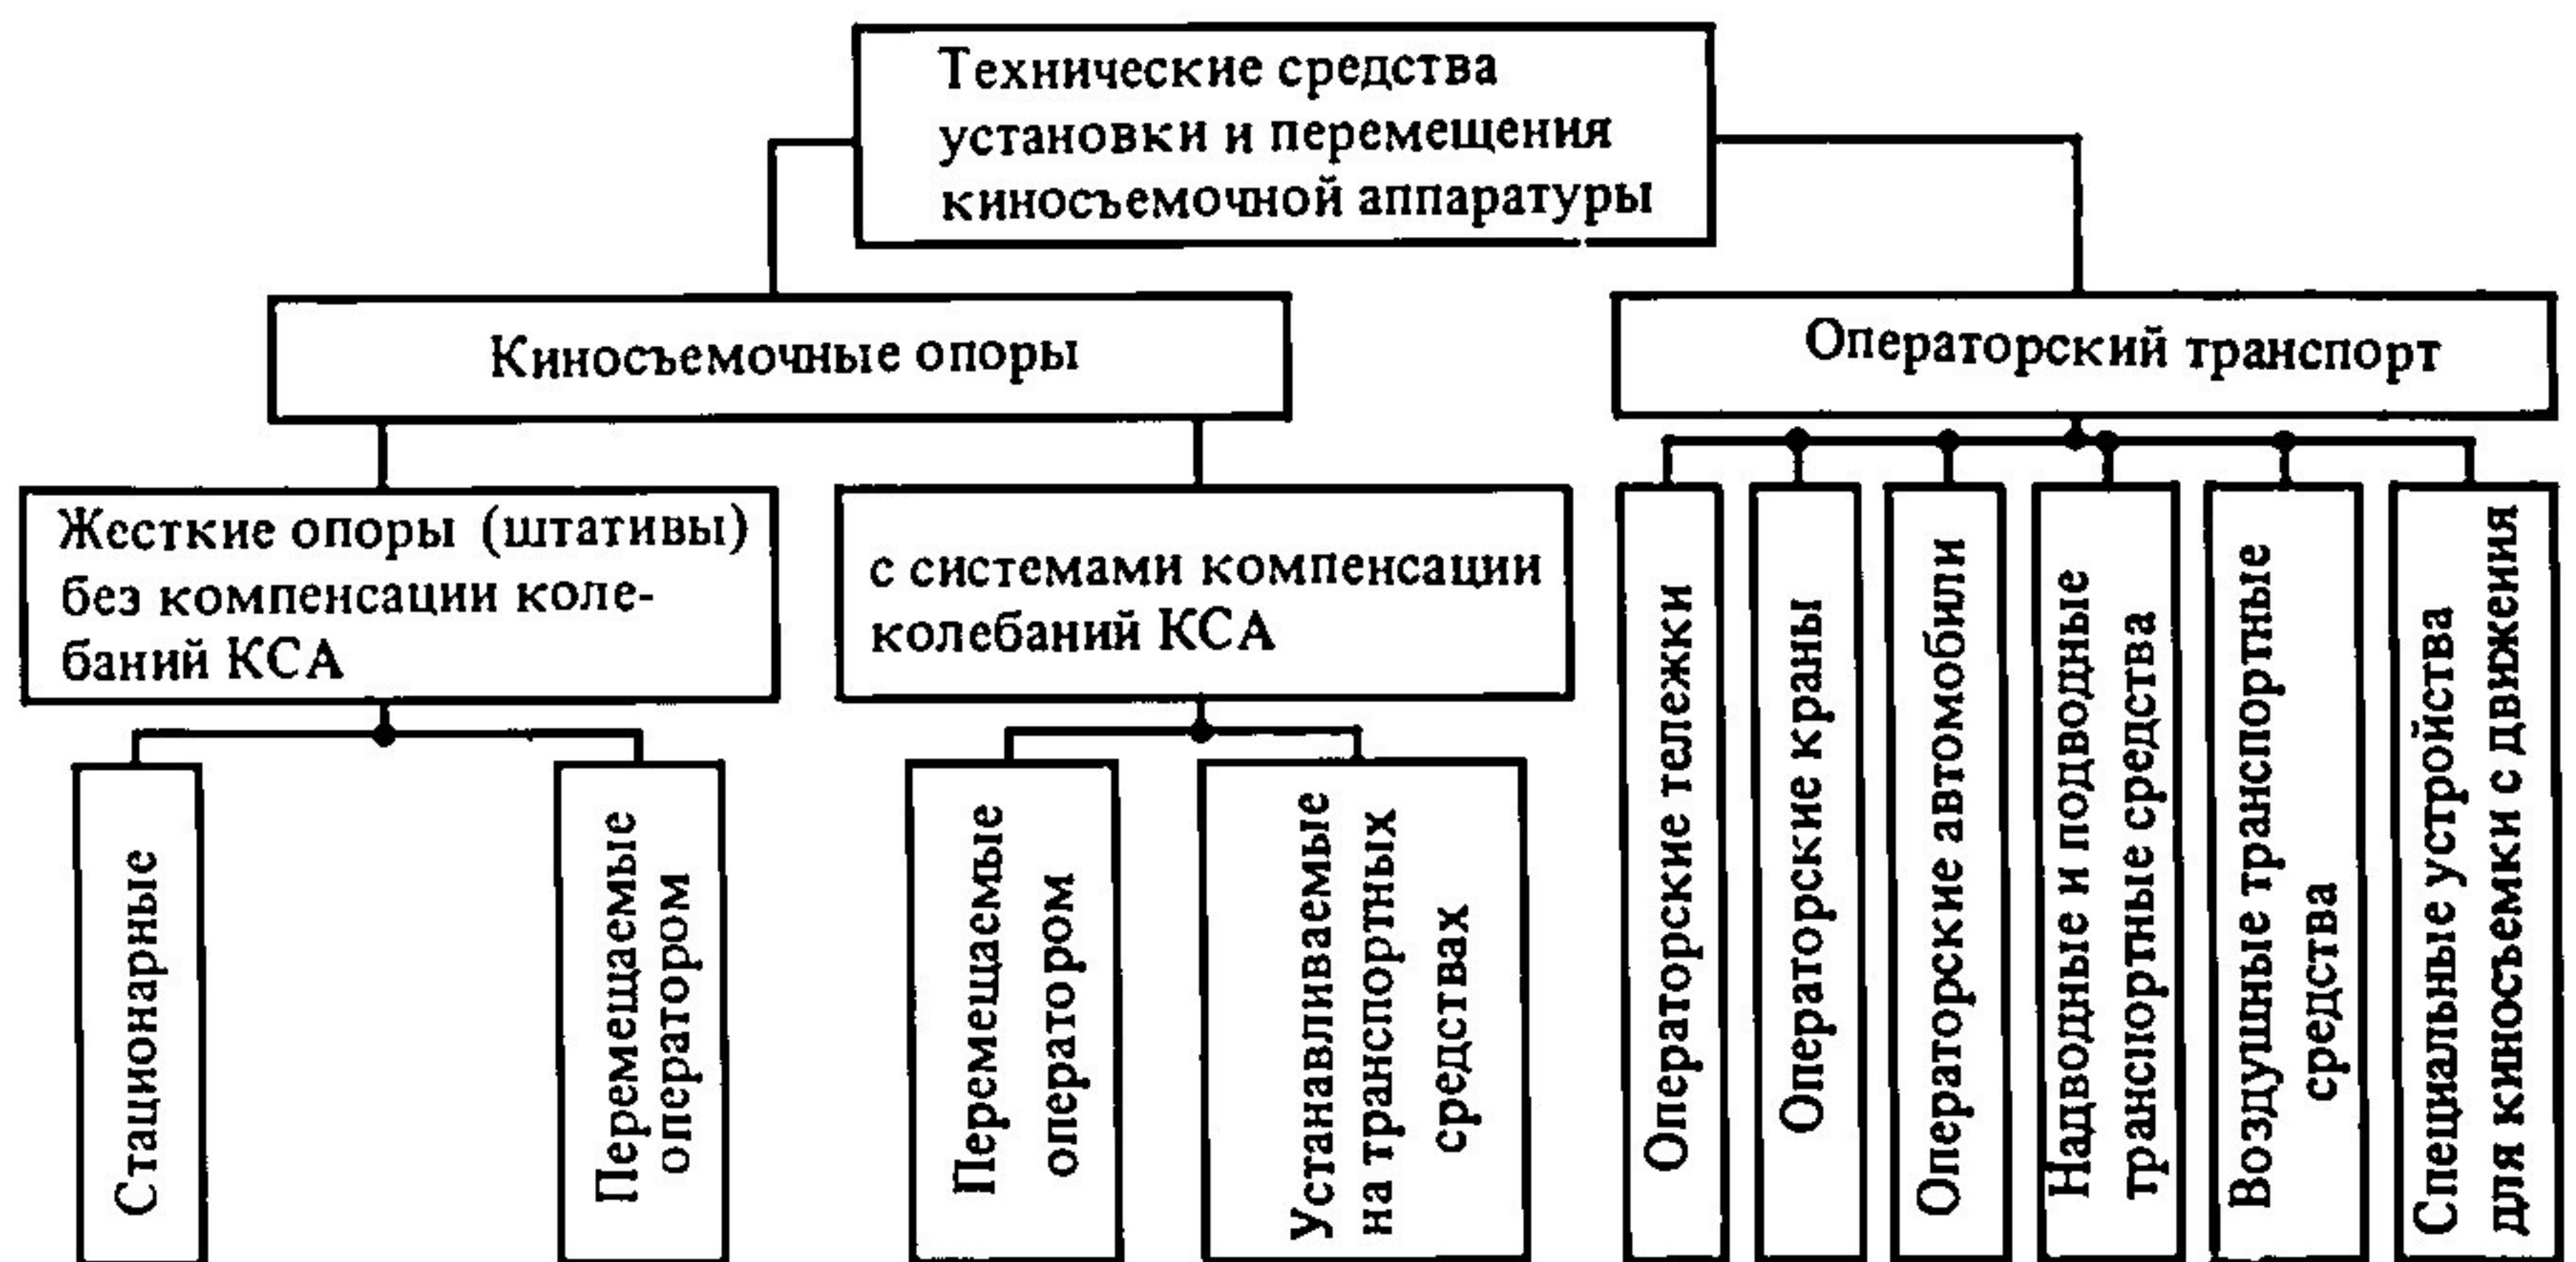 Технические средства
установки и перемещения
киносъемочной аппаратуры
Киносъемочные опоры
Операторский транспорт
Жесткие опоры (штативы)
без компенсации коле-
баний КСА
с системами компенсации
колебаний КСА
Стационарные
Перемещаемые
оператором
Перемещаемые
оператором
Устанавливаемые
на транспортных
средствах
Операторские тележки
Операторские краны
Операторские автомобили
Надводные и подводные
транспортные средства
Воздушные транспортные
средства
Специальные устройства
для киносъемки с движения